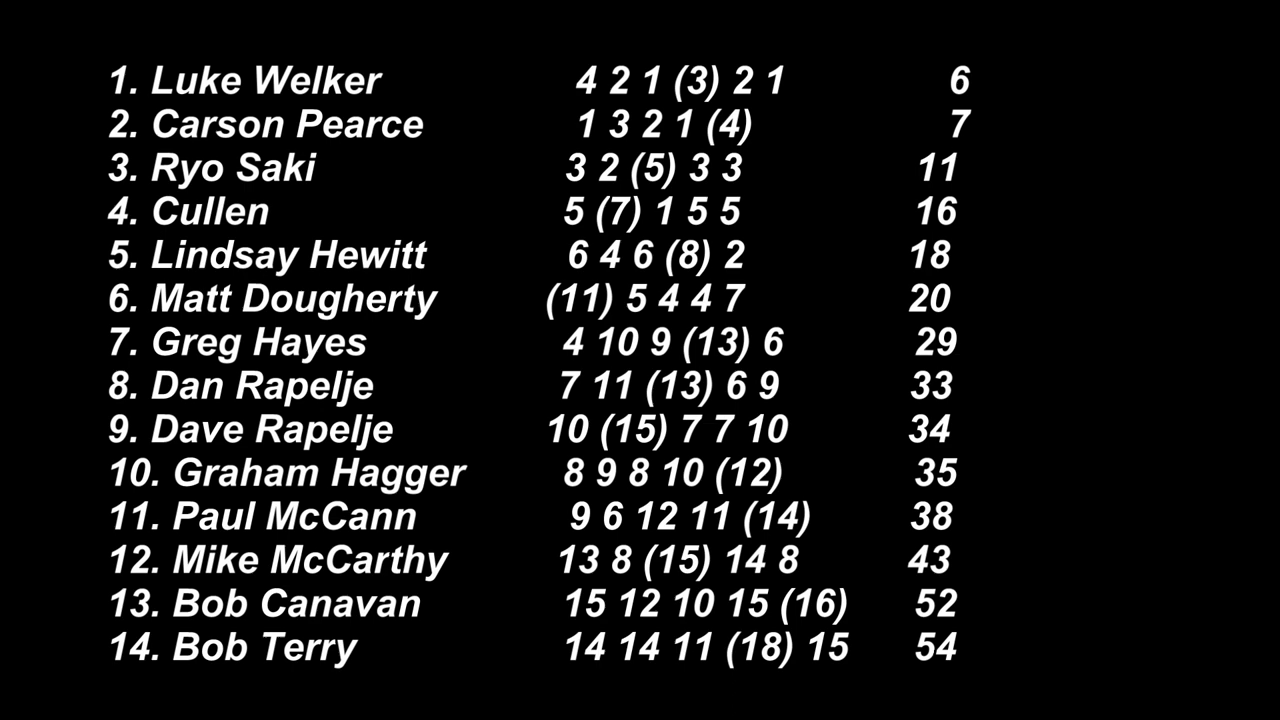 1. Luke Welker 4 2 1 (3) 2 1 6
2. Carson Pearce 1 3 2 1 (4) 7
3. Ryo Saki 3 2 (5) 3 3 11
4. Cullen 5 (7) 1 5 5 16
5. Lindsay Hewitt 6 4 6 (8) 2 18
6. Matt Dougherty (11) 5 4 4 7 20
7. Greg Hayes 4 10 9 (13) 6 29
8. Dan Rapelje 7 11 (13) 6 9 33
9. Dave Rapelje 10 (15) 7 7 10 34
10. Graham Hagger 8 9 8 10 (12) 35
11. Paul McCann 9 6 12 11 (14) 38
12. Mike McCarthy 13 8 (15) 14 8 43
13. Bob Canavan 15 12 10 15 (16) 52
14. Bob Terry 14 14 11 (18) 15 54